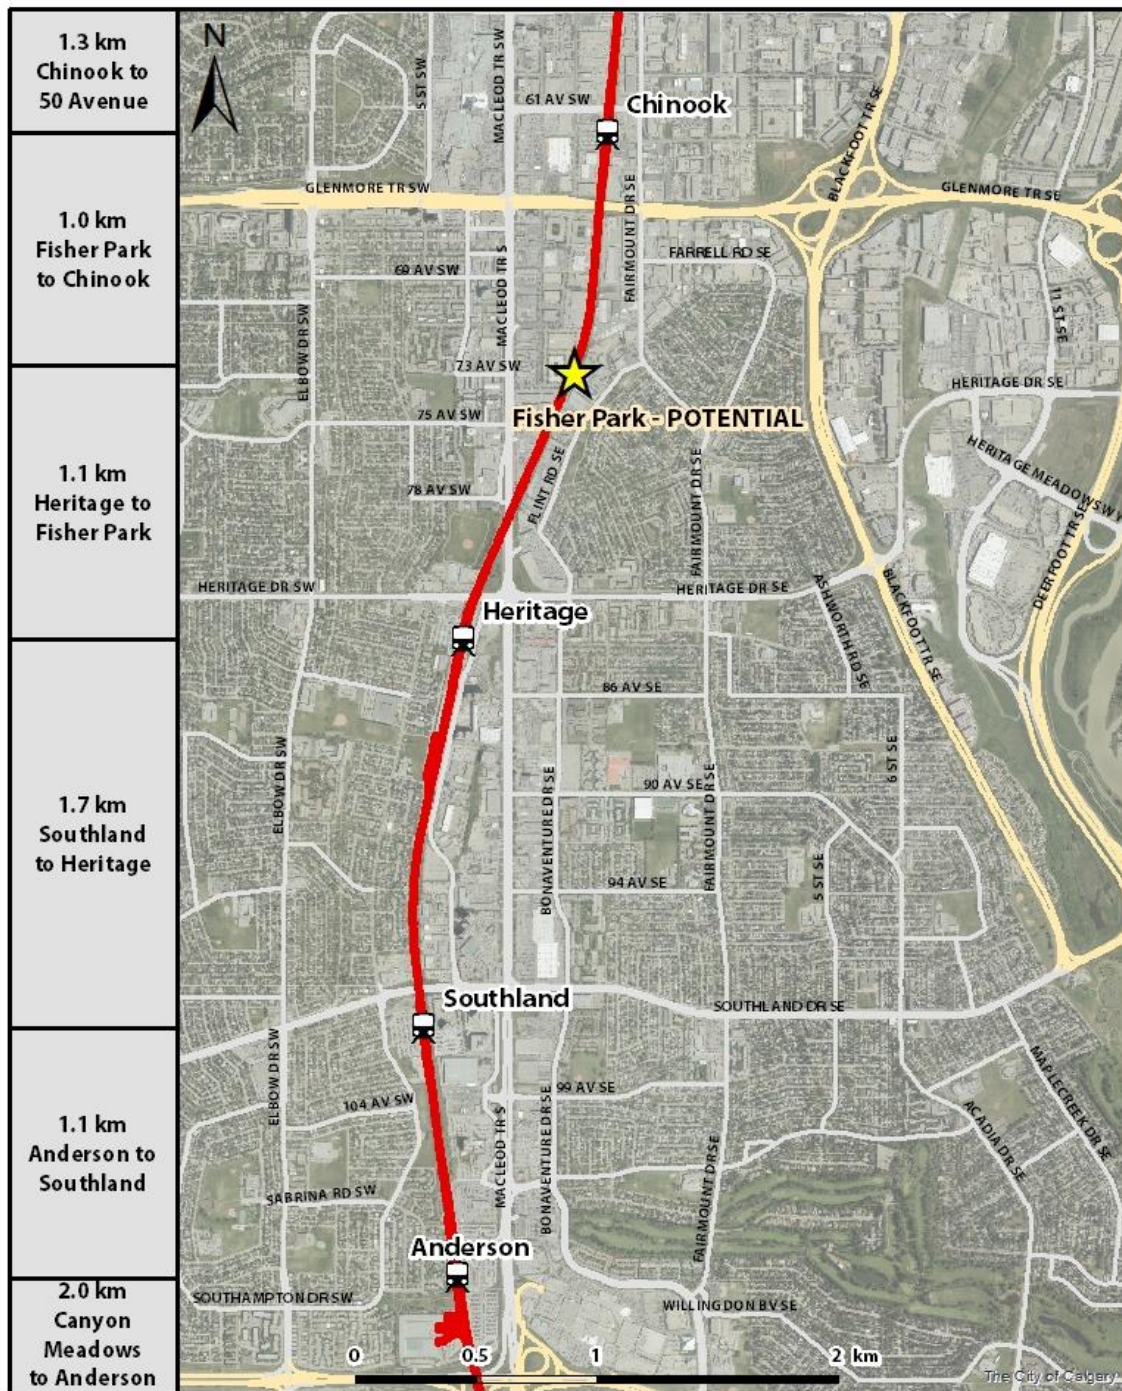 1.3 km
Chinook to
50 Avenue
1.0 km
Fisher Park
to Chinook
1.1 km
Heritage to
Fisher Park
1.7 km
Southland
to Heritage
1.1 km
Anderson to
Southland
2.0 km
Canyon
Meadows
to Anderson
N
5 ST SW
MACLEOD TR SW
61 AV SW
Chinook
BLACKFOOT TR SE
GLENMORE TR SW
GLENMORE TR SE
FAIRMOUNT DR SE
FARRELL RD SE
69 AV SW
MACLEOD TR S
11 ST SE
ELBOW DR SW
73 AV SW
HERITAGE DR SE
75 AV SW
Fisher Park - POTENTIAL
HERITAGE MEADOWS WY
78 AV SW
FLINT RD SE
FAIRMOUNT DR SE
DEERFOOT TR SE
HERITAGE DR SW
HERITAGE DR SE
ASHWORTH RD SE
BLACKFOOT TR SE
Heritage
86 AV SE
ELBOW DR SW
6 ST SE
90 AV SE
BONAVENTURE DR SE
FAIRMOUNT DR SE
94 AV SE
5 ST SE
Southland
SOUTHLAND DR SE
ELBOW DR SW
99 AV SE
MAPLECREEK DR SE
104 AV SW
ACADIA DR SE
MACLEOD TR S
BONAVENTURE DR SE
FAIRMOUNT DR SE
SABRINA RD SW
Anderson
SOUTHAMPTON DR SW
WILLINGDON BV SE
0 0.5 1 2 km
The City of Calgary